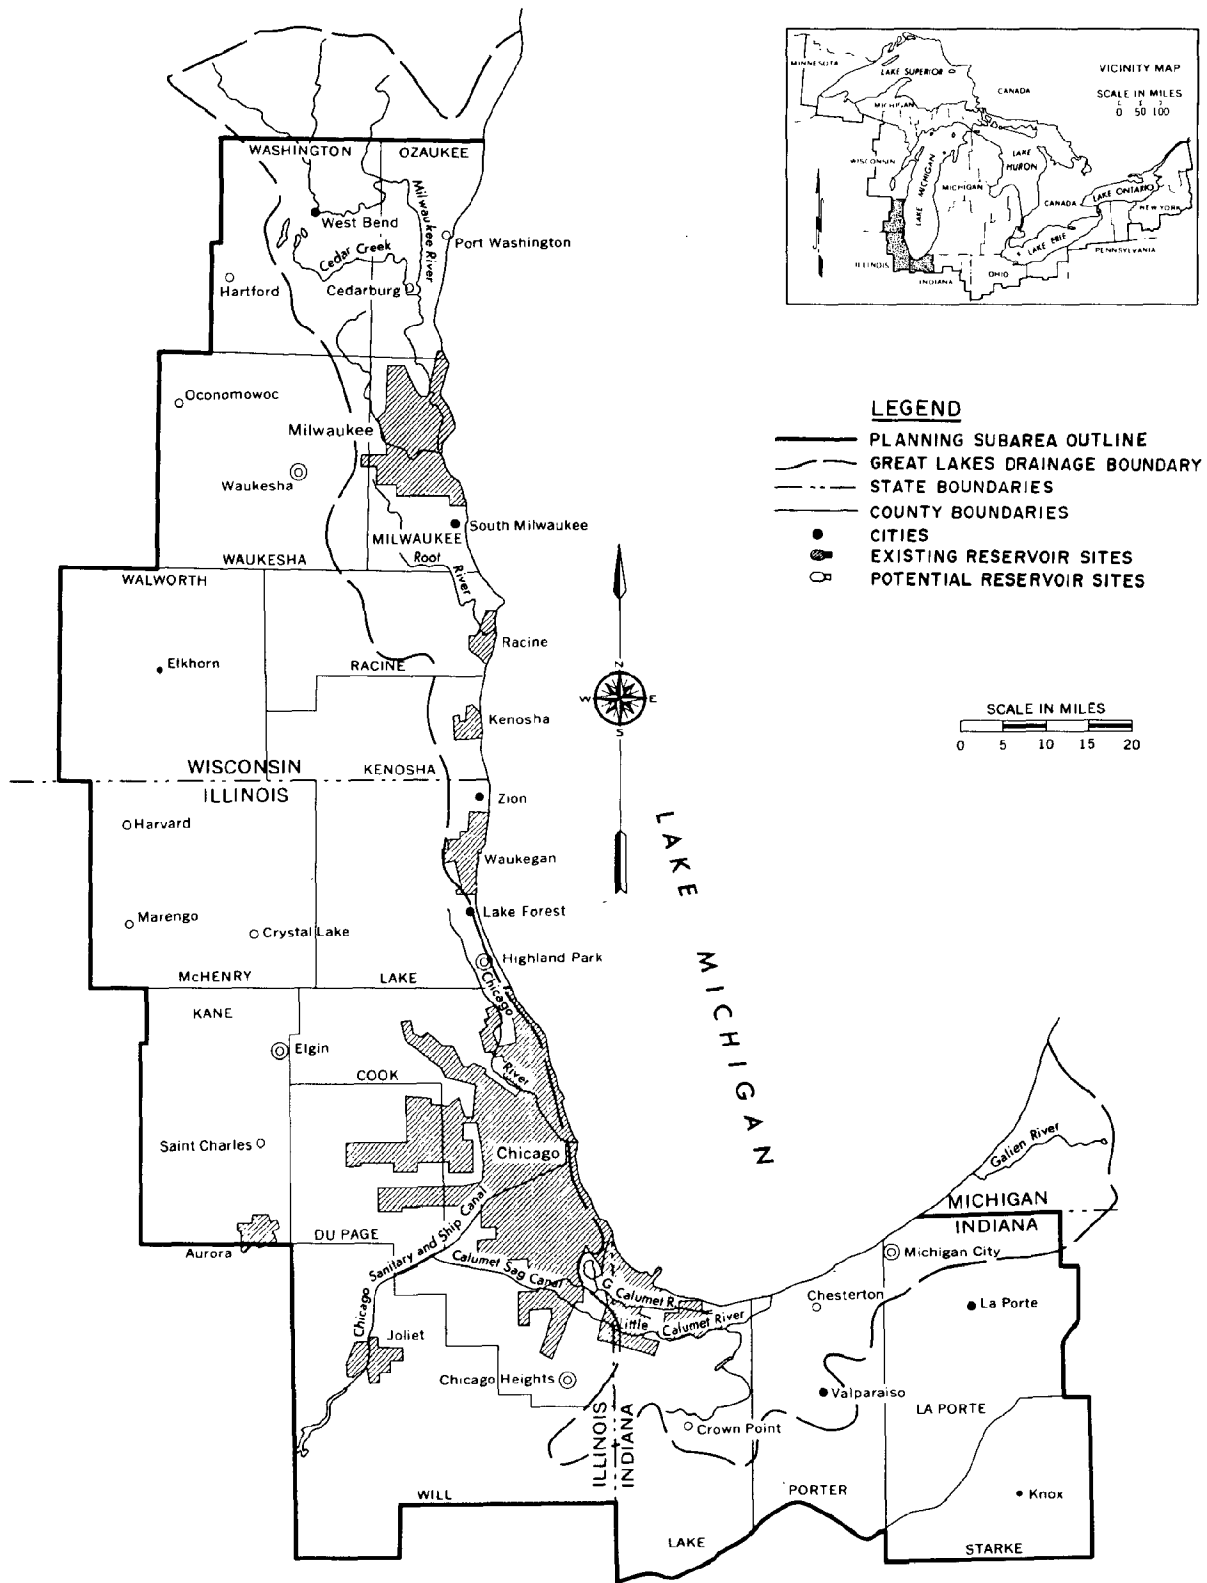 VICINITY MAP
SCALE IN MILES
0 50 100
MINNESOTA
LAKE SUPERIOR
CANADA
MICHIGAN
WISCONSIN
LAKE MICHIGAN
MICHIGAN
LAKE HURON
CANADA
LAKE ONTARIO
NEW YORK
LAKE ERIE
PENNSYLVANIA
ILLINOIS
INDIANA
OHIO
WASHINGTON
OZAUKEE
Milwaukee River
West Bend
Port Washington
Cedar Creek
Hartford
Cedarburg
Oconomowoc
Milwaukee
Waukesha
South Milwaukee
MILWAUKEE
Root River
WAUKESHA
WALWORTH
Racine
Elkhorn
RACINE
Kenosha
WISCONSIN
KENOSHA
ILLINOIS
Zion
Harvard
Waukegan
Marengo
Lake Forest
Crystal Lake
Highland Park
McHENRY
LAKE
Chicago River
KANE
Elgin
COOK
Saint Charles
Chicago
DU PAGE
Aurora
Chicago Sanitary and Ship Canal
Calumet Sag Canal
G. Calumet R.
Little Calumet River
Joliet
Chicago Heights
ILLINOIS
INDIANA
WILL
Crown Point
LAKE
PORTER
Valparaiso
Chesterton
Michigan City
La Porte
LA PORTE
Knox
STARKE
Galien River
MICHIGAN
INDIANA
LAKE MICHIGAN
LEGEND
PLANNING SUBAREA OUTLINE
GREAT LAKES DRAINAGE BOUNDARY
STATE BOUNDARIES
COUNTY BOUNDARIES
CITIES
EXISTING RESERVOIR SITES
POTENTIAL RESERVOIR SITES
N
W E
S
SCALE IN MILES
0 5 10 15 20